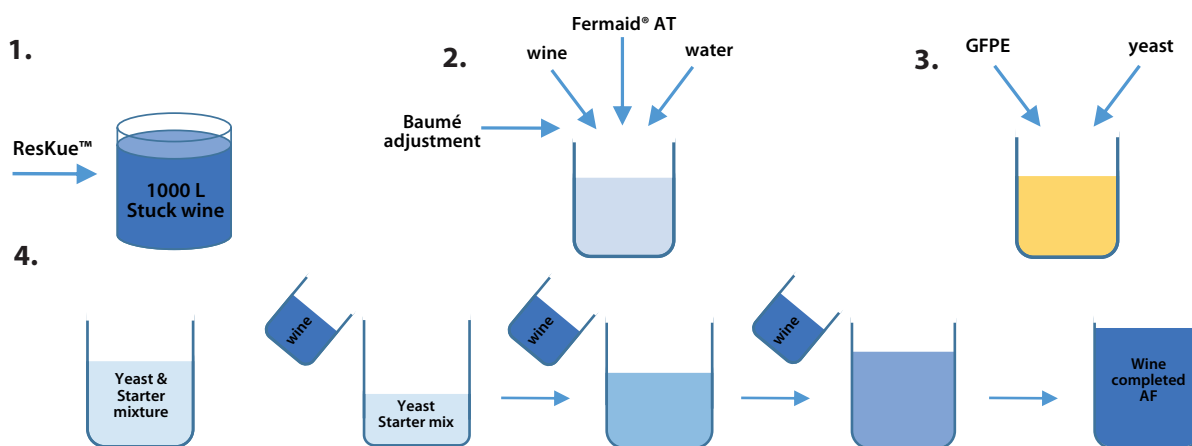 1.
ResKue™
1000 L
Stuck wine
2.
Fermaid® AT
wine
water
Baumé
adjustment
3.
GFPE
yeast
4.
Yeast &
Starter
mixture
wine
Yeast
Starter mix
wine
wine
Wine
completed
AF